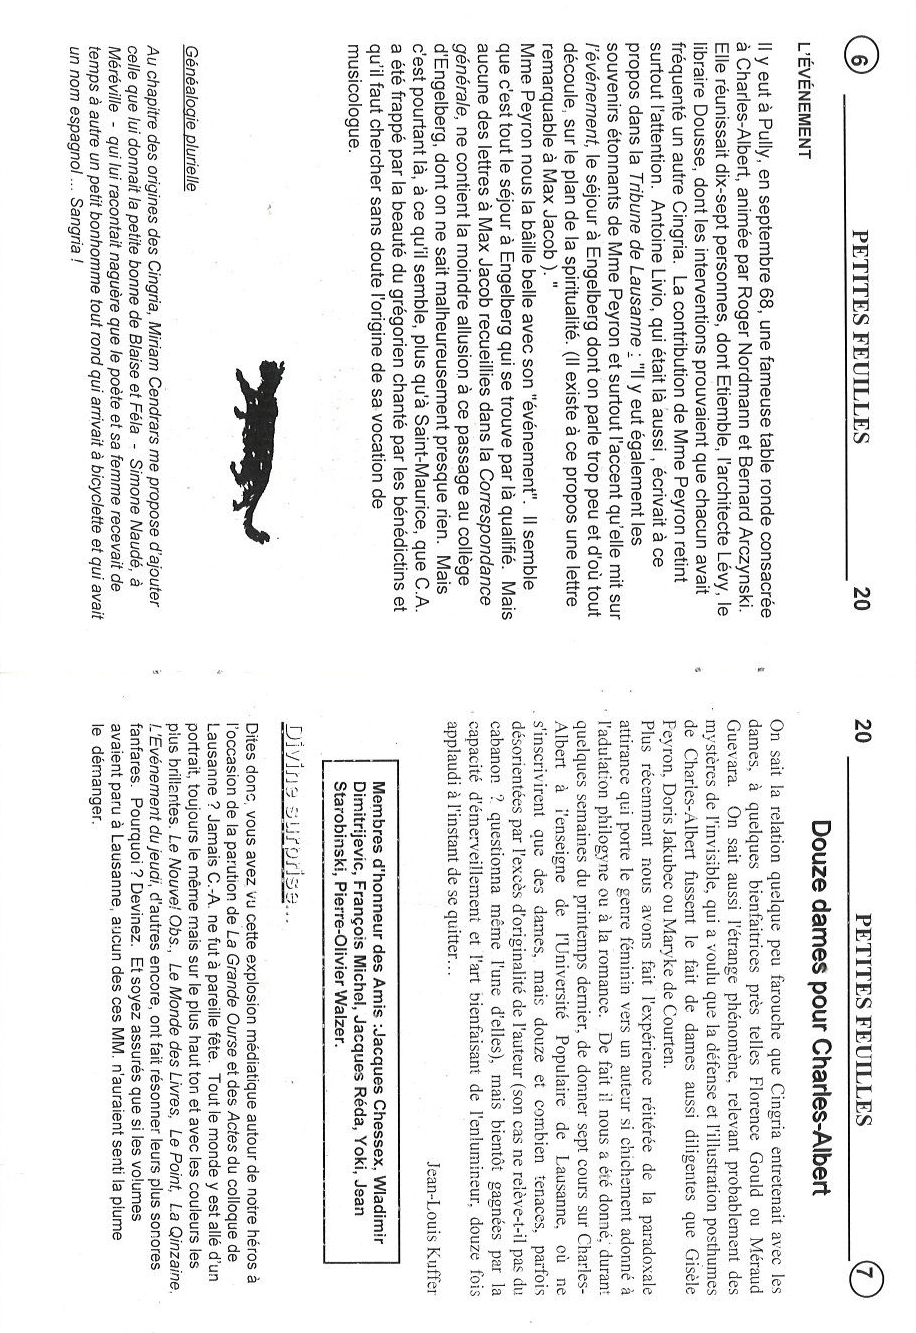 6 PETITES FEUILLES 20
L'ÉVÉNEMENT
Il y eut à Pully, en septembre 68, une fameuse table ronde consacrée
à Charles-Albert, animée par Roger Nordmann et Bernard Arczynski.
Elle réunissait dix-sept personnes, dont Etiemble, l'architecte Lévy, le
libraire Dousse, dont les interventions prouvaient que chacun avait
fréquenté un autre Cingria. La contribution de Mme Peyron retint
surtout l'attention. Antoine Livio, qui était là aussi , écrivait à ce
propos dans la Tribune de Lausanne : "Il y eut également les
souvenirs étonnants de Mme Peyron et surtout l'accent qu'elle mit sur
l'événement, le séjour à Engelberg dont on parle trop peu et d'où tout
découle, sur le plan de la spiritualité. (Il existe à ce propos une lettre
remarquable à Max Jacob ). "
Mme Peyron nous la bâille belle avec son "événement". Il semble
que c'est tout le séjour à Engelberg qui se trouve par là qualifié. Mais
aucune des lettres à Max Jacob recueillies dans la Correspondance
générale, ne contient la moindre allusion à ce passage au collège
d'Engelberg, dont on ne sait malheureusement presque rien. Mais
c'est pourtant là, à ce qu'il semble, plus qu'à Saint-Maurice, que C.A.
a été frappé par la beauté du grégorien chanté par les bénédictins et
qu'il faut chercher sans doute l'origine de sa vocation de
musicologue.
Généalogie plurielle
Au chapitre des origines des Cingria, Miriam Cendrars me propose d'ajouter
celle que lui donnait la petite bonne de Blaise et Féla - Simone Naudé, à
Méréville - qui lui racontait naguère que le poète et sa femme recevait de
temps à autre un petit bonhomme tout rond qui arrivait à bicyclette et qui avait
un nom espagnol ... Sangria !
20 PETITES FEUILLES 7
Douze dames pour Charles-Albert
On sait la relation quelque peu farouche que Cingria entretenait avec les
dames, à quelques bienfaitrices près telles Florence Gould ou Méraud
Guevara. On sait aussi l'étrange phénomène, relevant probablement des
mystères de l'invisible, qui a voulu que la défense et l'illustration posthumes
de Charles-Albert fussent le fait de dames aussi diligentes que Gisèle
Peyron, Doris Jakubec ou Maryke de Courten.
Plus récemment nous avons fait l'expérience réitérée de la paradoxale
attirance qui porte le genre féminin vers un auteur si chichement adonné à
l'adulation philogyne ou à la romance. De fait il nous a été donné, durant
quelques semaines du printemps dernier, de donner sept cours sur Charles-
Albert à l'enseigne de l'Université Populaire de Lausanne, où ne
s'inscrivirent que des dames, mais douze et combien tenaces, parfois
désorientées par l'excès d'originalité de l'auteur (son cas ne relève-t-il pas du
cabanon ? questionna même l'une d'elles), mais bientôt gagnées par la
capacité d'émerveillement et l'art bienfaisant de l'enlumineur, douze fois
applaudi à l'instant de se quitter...
Jean-Louis Kuffer
Membres d'honneur des Amis :Jacques Chessex, Wladimir
Dimitrijevic, François Michel, Jacques Réda, Yoki, Jean
Starobinski, Pierre-Olivier Walzer.
Divine surprise...
Dites donc, vous avez vu cette explosion médiatique autour de notre héros à
l'occasion de la parution de La Grande Ourse et des Actes du colloque de
Lausanne ? Jamais C.-A. ne fut à pareille fête. Tout le monde y est allé d'un
portrait, toujours le même mais sur le plus haut ton et avec les couleurs les
plus brillantes. Le Nouvel Obs., Le Monde des Livres, Le Point, La Qinzaine,
L'Evénement du jeudi, d'autres encore, ont fait résonner leurs plus sonores
fanfares. Pourquoi ? Devinez. Et soyez assurés que si les volumes
avaient paru à Lausanne, aucun des ces MM. n'auraient senti la plume
le démanger.